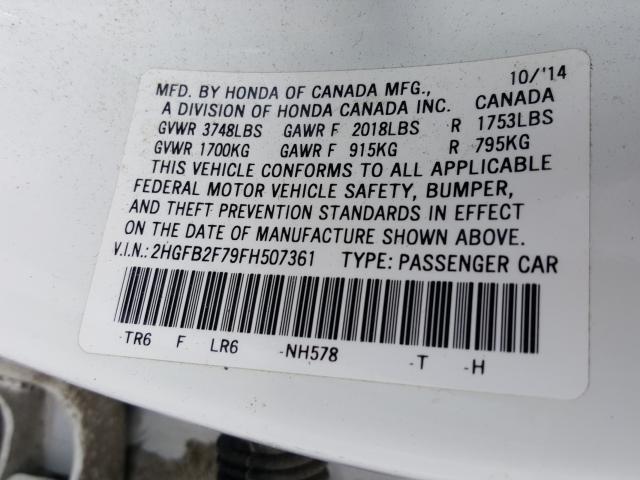 10/'14
MFD. BY HONDA OF CANADA MFG.,
A DIVISION OF HONDA CANADA INC. CANADA
GVWR 3748LBS GAWR F 2018LBS R 1753LBS
GVWR 1700KG GAWR F 915KG R 795KG
THIS VEHICLE CONFORMS TO ALL APPLICABLE
FEDERAL MOTOR VEHICLE SAFETY, BUMPER,
AND THEFT PREVENTION STANDARDS IN EFFECT
ON THE DATE OF MANUFACTURE SHOWN ABOVE.
V.I.N.: 2HGFB2F79FH507361 TYPE: PASSENGER CAR
-TR6 F LR6 -NH578 -T -H